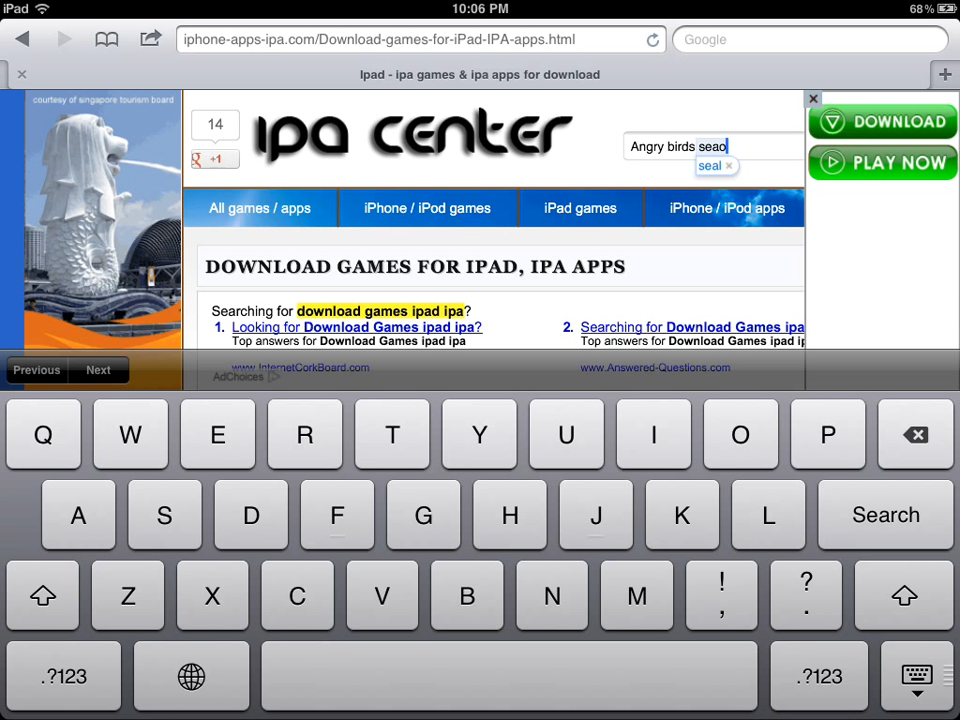 iPad 10:06 PM 68%
iphone-apps-ipa.com/Download-games-for-iPad-IPA-apps.html Google
Ipad - ipa games & ipa apps for download
courtesy of singapore tourism board
14
g +1
ipa center
Angry birds seao
seal
DOWNLOAD
PLAY NOW
All games / apps iPhone / iPod games iPad games iPhone / iPod apps
DOWNLOAD GAMES FOR IPAD, IPA APPS
Searching for download games ipad ipa?
1. Looking for Download Games ipad ipa? 2. Searching for Download Games ipa
Top answers for Download Games ipad ipa Top answers for Download Games ipad ip
www.InternetCorkBoard.com www.Answered-Questions.com
Previous Next AdChoices
Q W E R T Y U I O P
A S D F G H J K L Search
Z X C V B N M ! , ? .
.?123 .?123